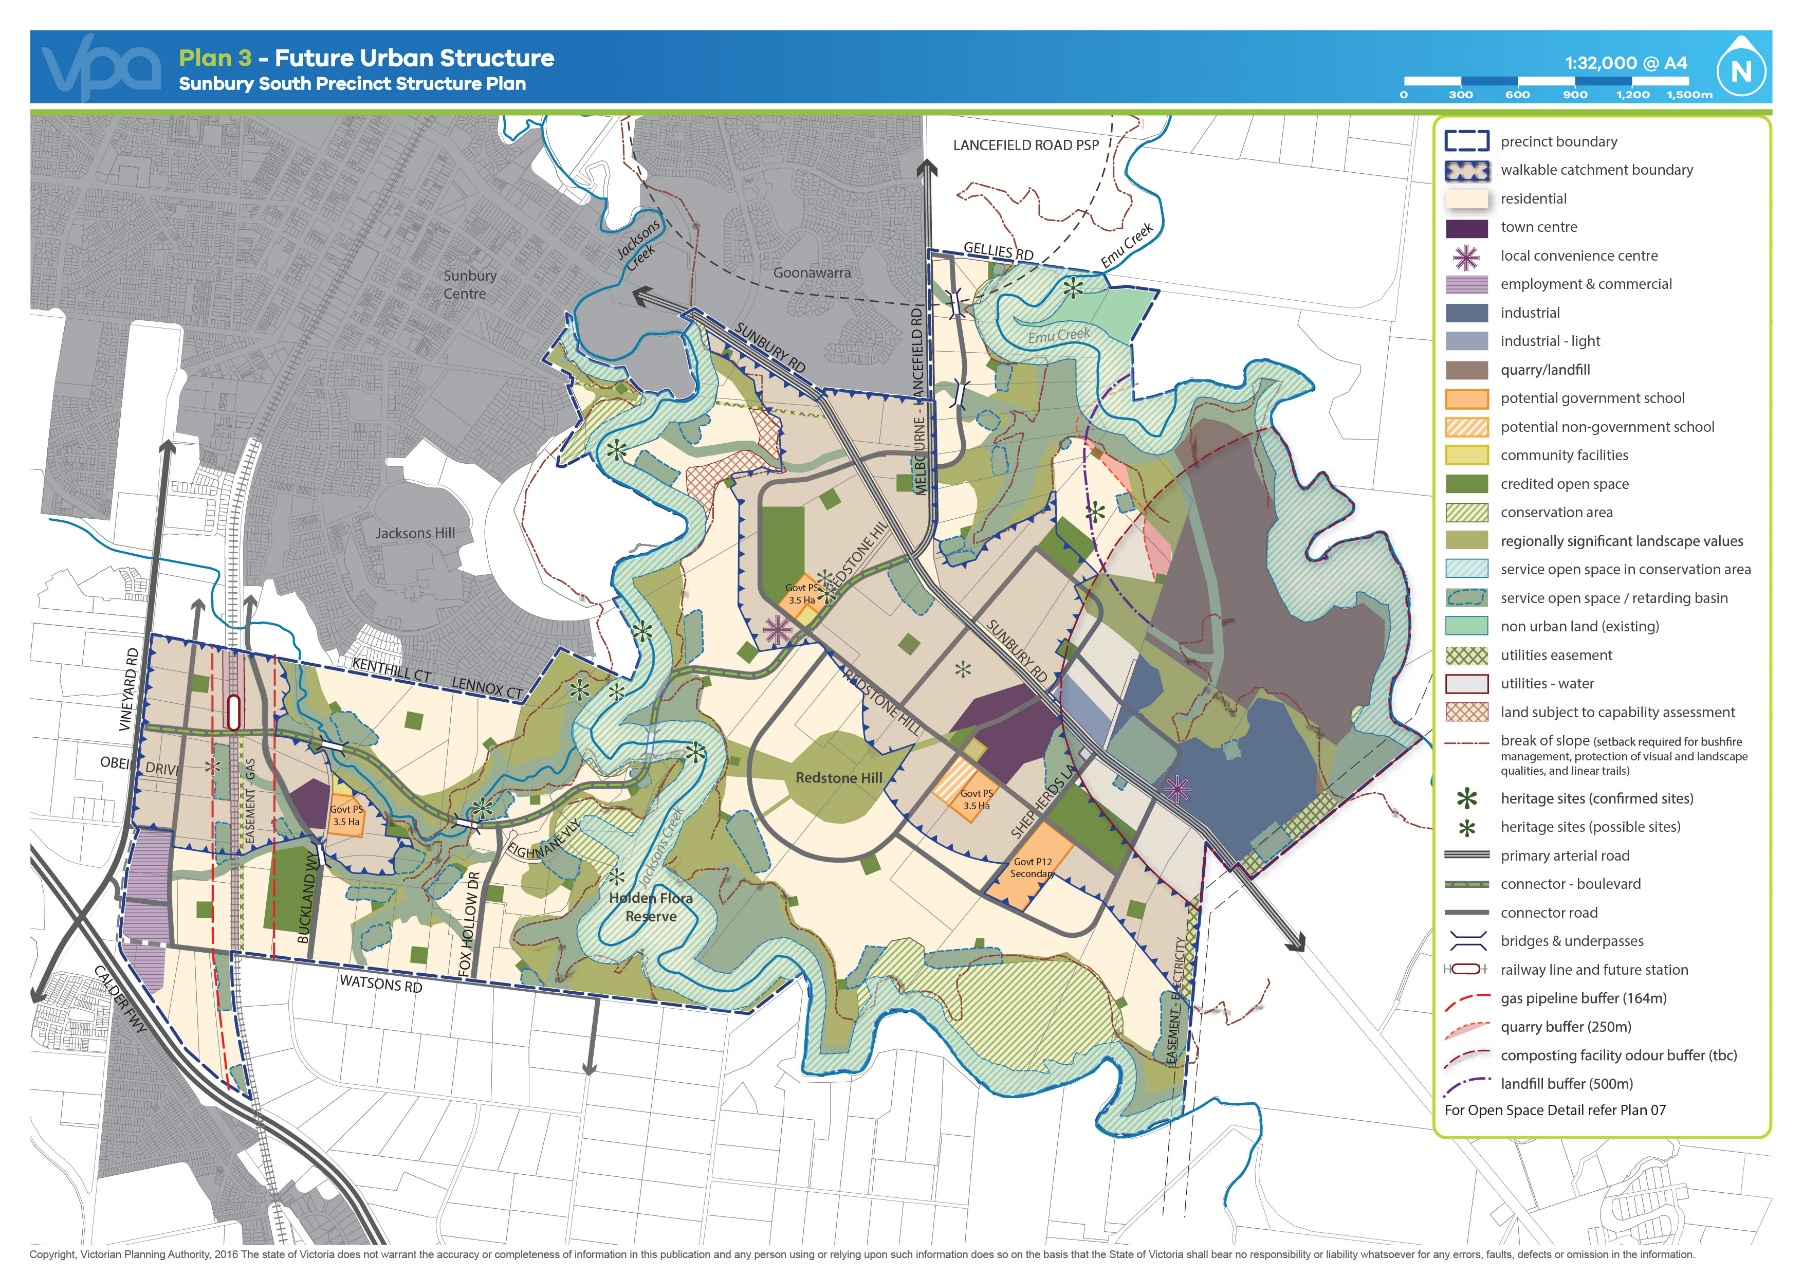 vpa
Plan 3 - Future Urban Structure
Sunbury South Precinct Structure Plan
1:32,000 @ A4
0 300 600 900 1,200 1,500m
N
LANCEFIELD ROAD PSP
Jacksons
Creek
Sunbury
Centre
Goonawarra
GELLIES RD
Emu Creek
Emu Creek
SUNBURY RD
MELBOURNE - LANCEFIELD RD
Jacksons Hill
REDSTONE HILL
Govt PS
3.5 Ha
SUNBURY RD
KENTHILL CT
LENNOX CT
VINEYARD RD
REDSTONE HILL
OBEIL DRIVE
EASEMENT - GAS
Redstone Hill
Govt PS
3.5 Ha
Govt PS
3.5 Ha
SHEPHERDS LA
EIGHNANEVLY
Jacksons Creek
Govt P12
Secondary
BUCKLAND WY
FOX HOLLOW DR
Holden Flora
Reserve
CALDER FWY
WATSONS RD
EASEMENT - ELECTRICITY
precinct boundary
walkable catchment boundary
residential
town centre
local convenience centre
employment & commercial
industrial
industrial - light
quarry/landfill
potential government school
potential non-government school
community facilities
credited open space
conservation area
regionally significant landscape values
service open space in conservation area
service open space / retarding basin
non urban land (existing)
utilities easement
utilities - water
land subject to capability assessment
break of slope (setback required for bushfire
management, protection of visual and landscape
qualities, and linear trails)
heritage sites (confirmed sites)
heritage sites (possible sites)
primary arterial road
connector - boulevard
connector road
bridges & underpasses
railway line and future station
gas pipeline buffer (164m)
quarry buffer (250m)
composting facility odour buffer (tbc)
landfill buffer (500m)
For Open Space Detail refer Plan 07
Copyright, Victorian Planning Authority, 2016 The state of Victoria does not warrant the accuracy or completeness of information in this publication and any person using or relying upon such information does so on the basis that the State of Victoria shall bear no responsibility or liability whatsoever for any errors, faults, defects or omission in the information.